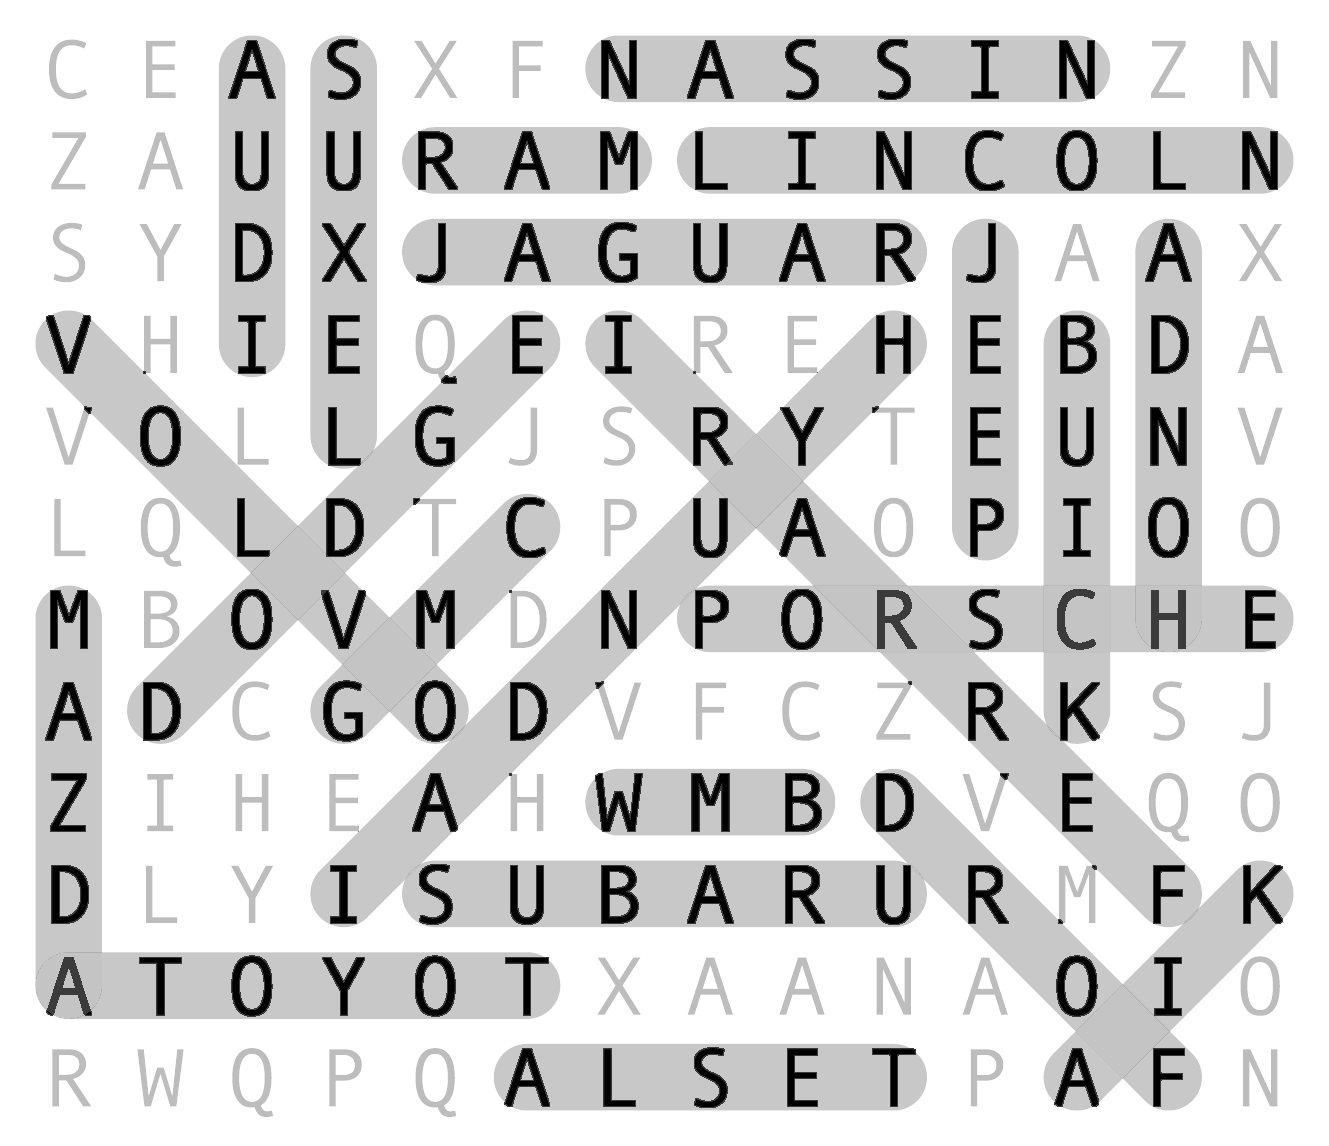 C E A S X F N A S S I N Z N
Z A U U R A M L I N C O L N
S Y D X J A G U A R J A A X
V H I E Q E I R E H E B D A
V O L L G J S R Y T E U N V
L Q L D T C P U A O P I O O
M B O V M D N P O R S C H E
A D C G O D V F C Z R K S J
Z I H E A H W M B D V E Q O
D L Y I S U B A R U R M F K
A T O Y O T X A A N A O I O
R W Q P Q A L S E T P A F N